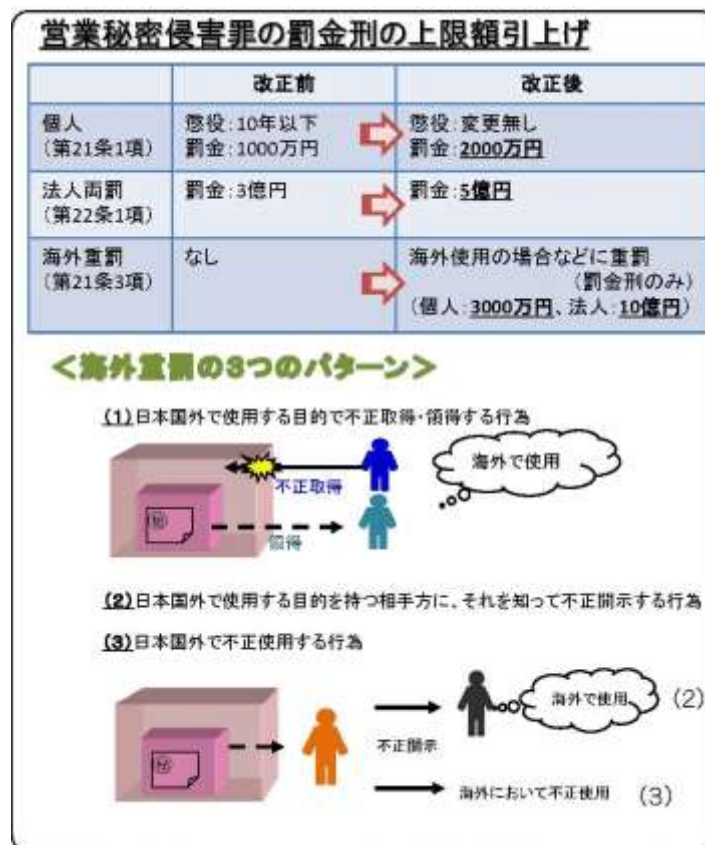 営業秘密侵害罪の罰金刑の上限額引上げ
改正前
改正後
個人
(第21条1項)
懲役：10年以下
罰金：1000万円
懲役：変更無し
罰金：2000万円
法人両罰
(第22条1項)
罰金：3億円
罰金：5億円
海外重罰
(第21条3項)
なし
海外使用の場合などに重罰
(罰金刑のみ)
(個人：3000万円、法人：10億円)
＜海外重罰の3つのパターン＞
(1)日本国外で使用する目的で不正取得・領得する行為
海外で使用
不正取得
秘
領得
(2)日本国外で使用する目的を持つ相手方に、それを知って不正開示する行為
(3)日本国外で不正使用する行為
海外で使用
(2)
不正開示
秘
海外において不正使用
(3)